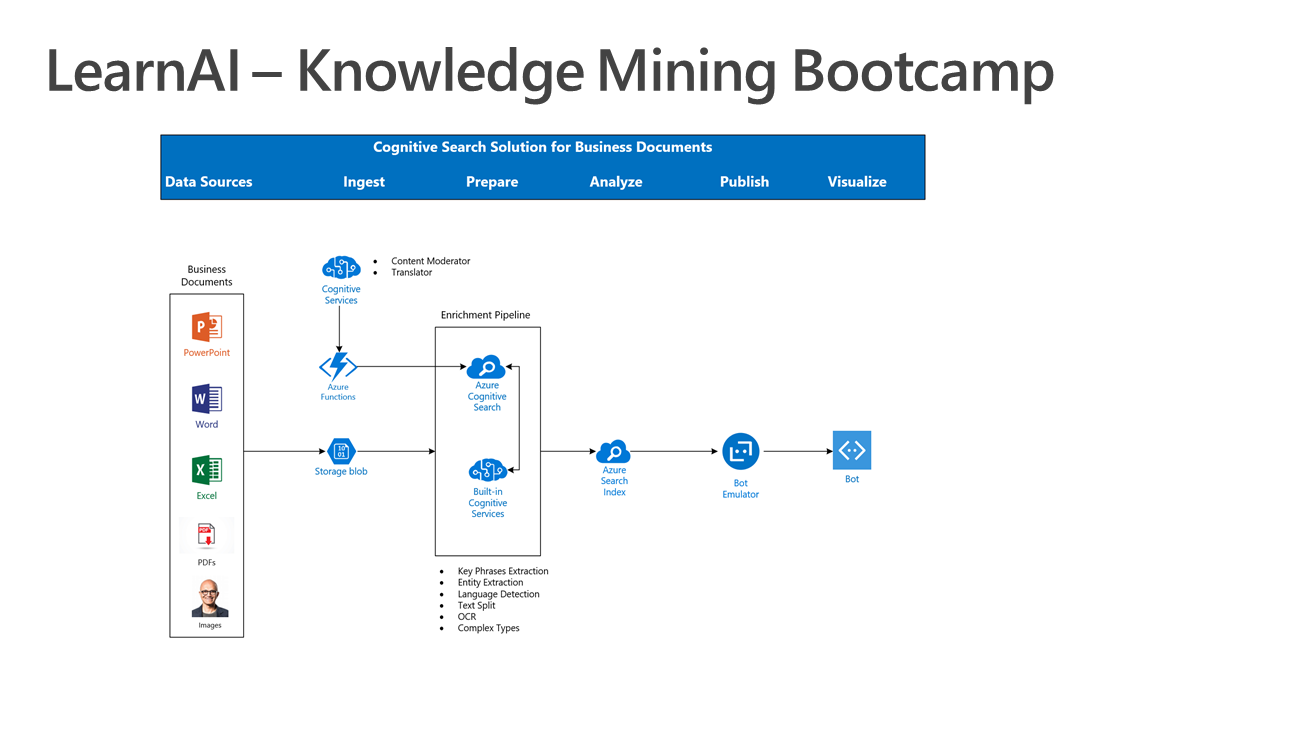 LearnAI – Knowledge Mining Bootcamp
Cognitive Search Solution for Business Documents
Data Sources Ingest Prepare Analyze Publish Visualize
Business
Documents
P
PowerPoint
W
Word
X
Excel
PDF
PDFs
Images
Cognitive
Services
• Content Moderator
• Translator
Azure
Functions
10
01
Storage blob
Enrichment Pipeline
Azure
Cognitive
Search
Built-in
Cognitive
Services
• Key Phrases Extraction
• Entity Extraction
• Language Detection
• Text Split
• OCR
• Complex Types
Azure
Search
Index
Bot
Emulator
Bot